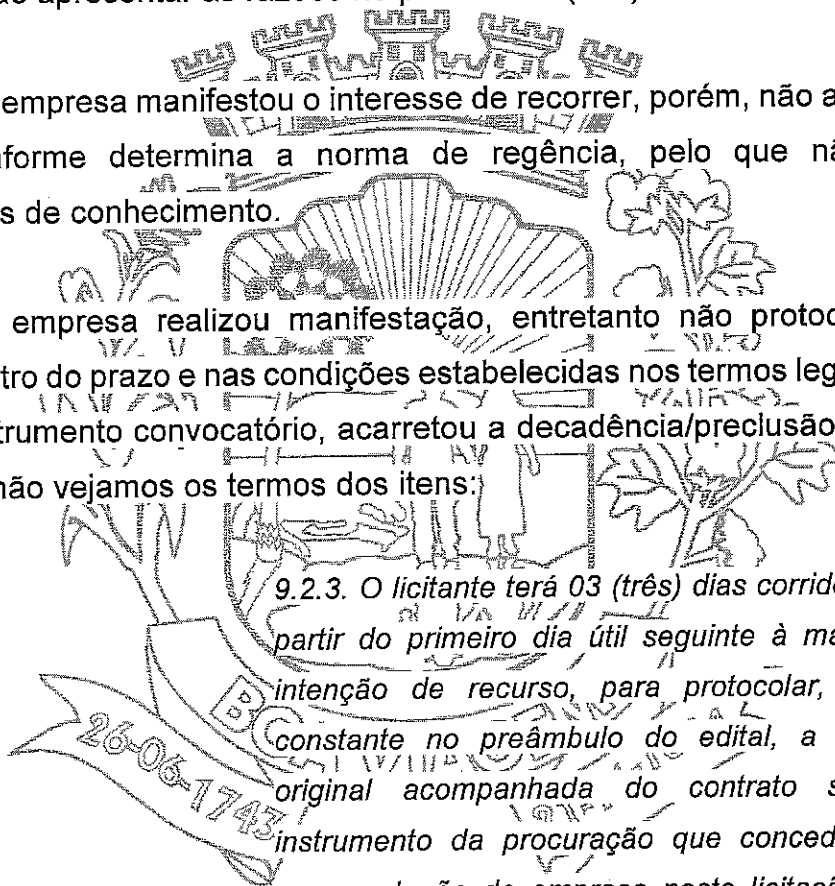 empresa manifestou o interesse de recorrer, porém, não a
forme determina a norma de regência, pelo que nã
s de conhecimento.
empresa realizou manifestação, entretanto não protoc
tro do prazo e nas condições estabelecidas nos termos leg
trumento convocatório, acarretou a decadência/preclusão
não vejamos os termos dos itens:
9.2.3. O licitante terá 03 (três) dias corrid
partir do primeiro dia útil seguinte à ma
intenção de recurso, para protocolar,
constante no preâmbulo do edital, a
original acompanhada do contrato s
instrumento da procuração que conced
26-06-1743